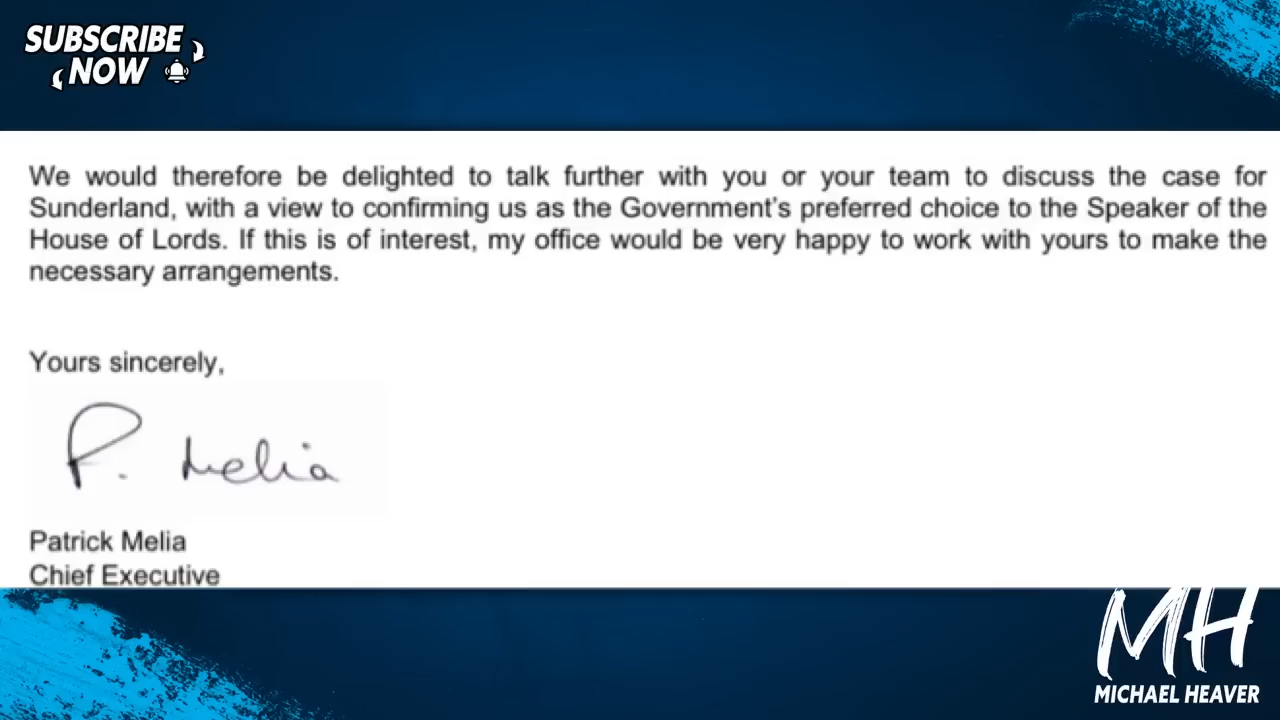 SUBSCRIBE
NOW
We would therefore be delighted to talk further with you or your team to discuss the case for
Sunderland, with a view to confirming us as the Government's preferred choice to the Speaker of the
House of Lords. If this is of interest, my office would be very happy to work with yours to make the
necessary arrangements.
Yours sincerely,
P. Melia
Patrick Melia
Chief Executive
MH
MICHAEL HEAVER